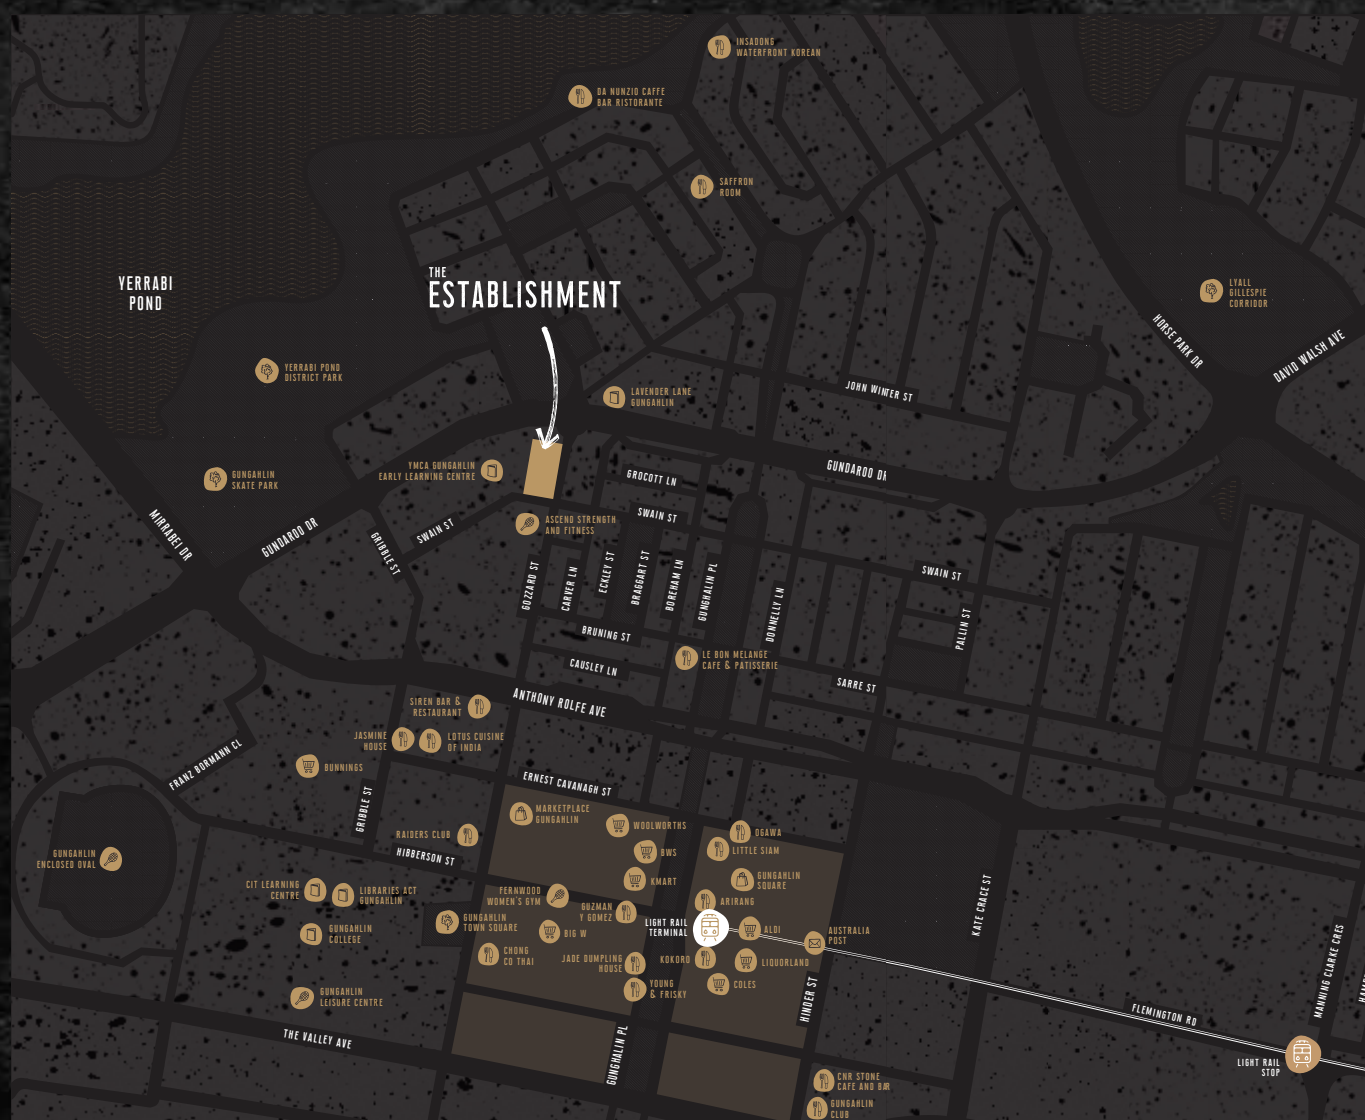 INSADONG
WATERFRONT KOREAN
DA NUNZIO CAFFE
BAR RISTORANTE
SAFFRON
ROOM
THE
ESTABLISHMENT
YERRABI
POND
LYALL
GILLESPIE
CORRIDOR
HORSE PARK DR
DAVID WALSH AVE
YERRABI POND
DISTRICT PARK
JOHN WINTER ST
LAVENDER LANE
GUNGAHLIN
YMCA GUNGAHLIN
EARLY LEARNING CENTRE
GUNGAHLIN
SKATE PARK
GROCOTT LN
GUNDAROO DR
SWAIN ST
ASCEND STRENGTH
AND FITNESS
MIRRABEI DR
GUNDAROO DR
GRIBBLE ST
SWAIN ST
GOZZARD ST
CARVER LN
ECKLEY ST
BRAGGART ST
BOREHAM LN
GUNGHALIN PL
DONNELLY LN
SWAIN ST
PALLIN ST
BRUNING ST
CAUSLEY LN
LE BON MELANGE
CAFE & PATISSERIE
SARRE ST
ANTHONY ROLFE AVE
SIREN BAR &
RESTAURANT
JASMINE
HOUSE
LOTUS CUISINE
OF INDIA
FRANZ BORMANN CL
BUNNINGS
GRIBBLE ST
ERNEST CAVANAGH ST
MARKETPLACE
GUNGAHLIN
WOOLWORTHS
RAIDERS CLUB
HIBBERSON ST
BWS
OGAWA
LITTLE SIAM
GUNGAHLIN
ENCLOSED OVAL
KMART
GUNGAHLIN
SQUARE
CIT LEARNING
CENTRE
LIBRARIES ACT
GUNGAHLIN
FERNWOOD
WOMEN'S GYM
GUZMAN
Y GOMEZ
ARIRANG
KATE CRACE ST
GUNGAHLIN
TOWN SQUARE
LIGHT RAIL
TERMINAL
ALDI
AUSTRALIA
POST
GUNGAHLIN
COLLEGE
BIG W
CHONG
CO THAI
JADE DUMPLING
HOUSE
KOKORO
LIQUORLAND
YOUNG
& FRISKY
COLES
GUNGAHLIN
LEISURE CENTRE
HINDER ST
MANNING CLARKE CRES
FLEMINGTON RD
THE VALLEY AVE
GUNGHALIN PL
LIGHT RAIL
STOP
CNR STONE
CAFE AND BAR
GUNGAHLIN
CLUB